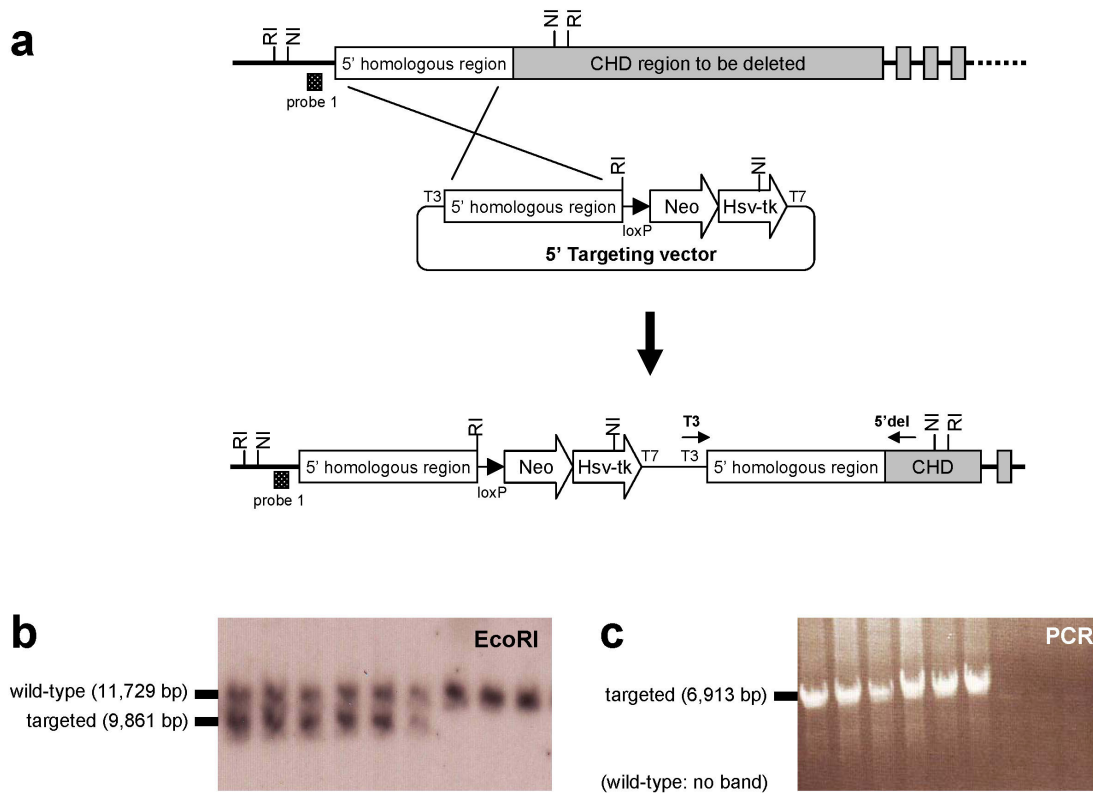 a
RI NI NI RI
5' homologous region CHD region to be deleted
probe 1
RI NI
T3 5' homologous region Neo Hsv-tk T7
loxP
5' Targeting vector
T3 5'del
RI NI RI NI NI RI
T7 T3
5' homologous region Neo Hsv-tk 5' homologous region CHD
loxP
probe 1
b
EcoRI
wild-type (11,729 bp)
targeted (9,861 bp)
c
PCR
targeted (6,913 bp)
(wild-type: no band)